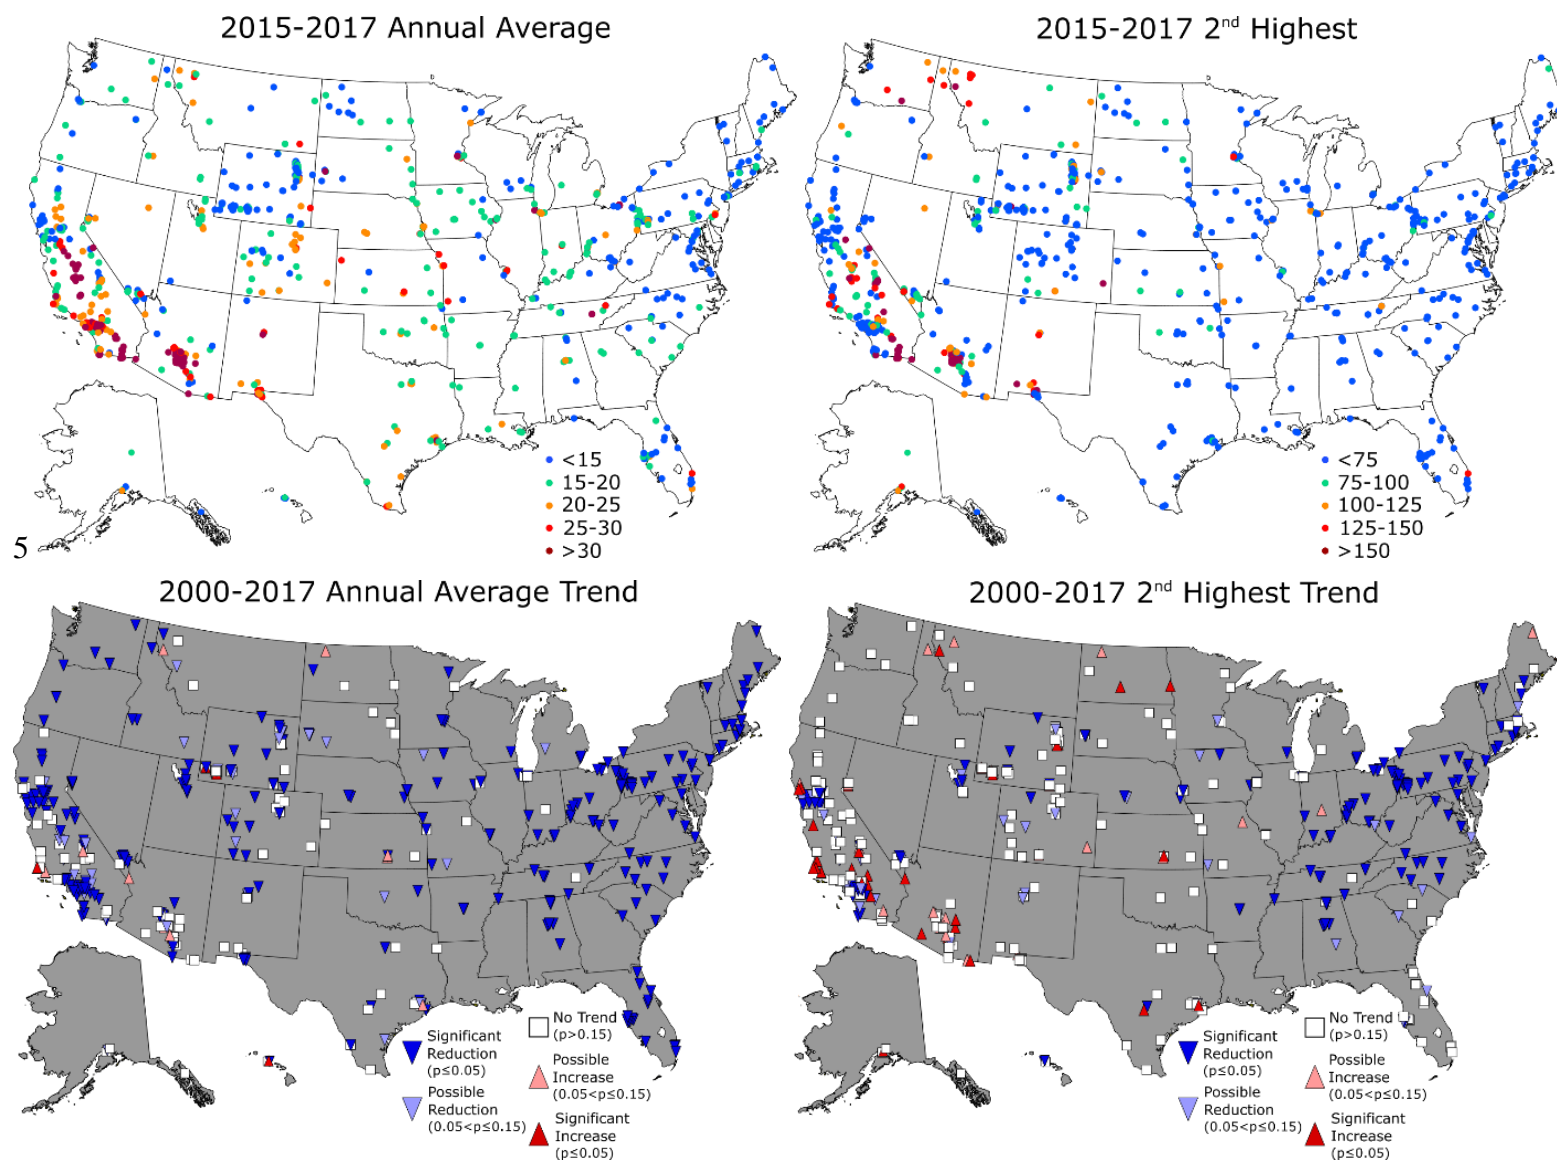 2015-2017 Annual Average
<15
15-20
20-25
25-30
>30
2015-2017 2nd Highest
<75
75-100
100-125
125-150
>150
5
2000-2017 Annual Average Trend
Significant
Reduction
(p≤0.05)
Possible
Reduction
(0.05<p≤0.15)
No Trend
(p>0.15)
Possible
Increase
(0.05<p≤0.15)
Significant
Increase
(p≤0.05)
2000-2017 2nd Highest Trend
Significant
Reduction
(p≤0.05)
Possible
Reduction
(0.05<p≤0.15)
No Trend
(p>0.15)
Possible
Increase
(0.05<p≤0.15)
Significant
Increase
(p≤0.05)